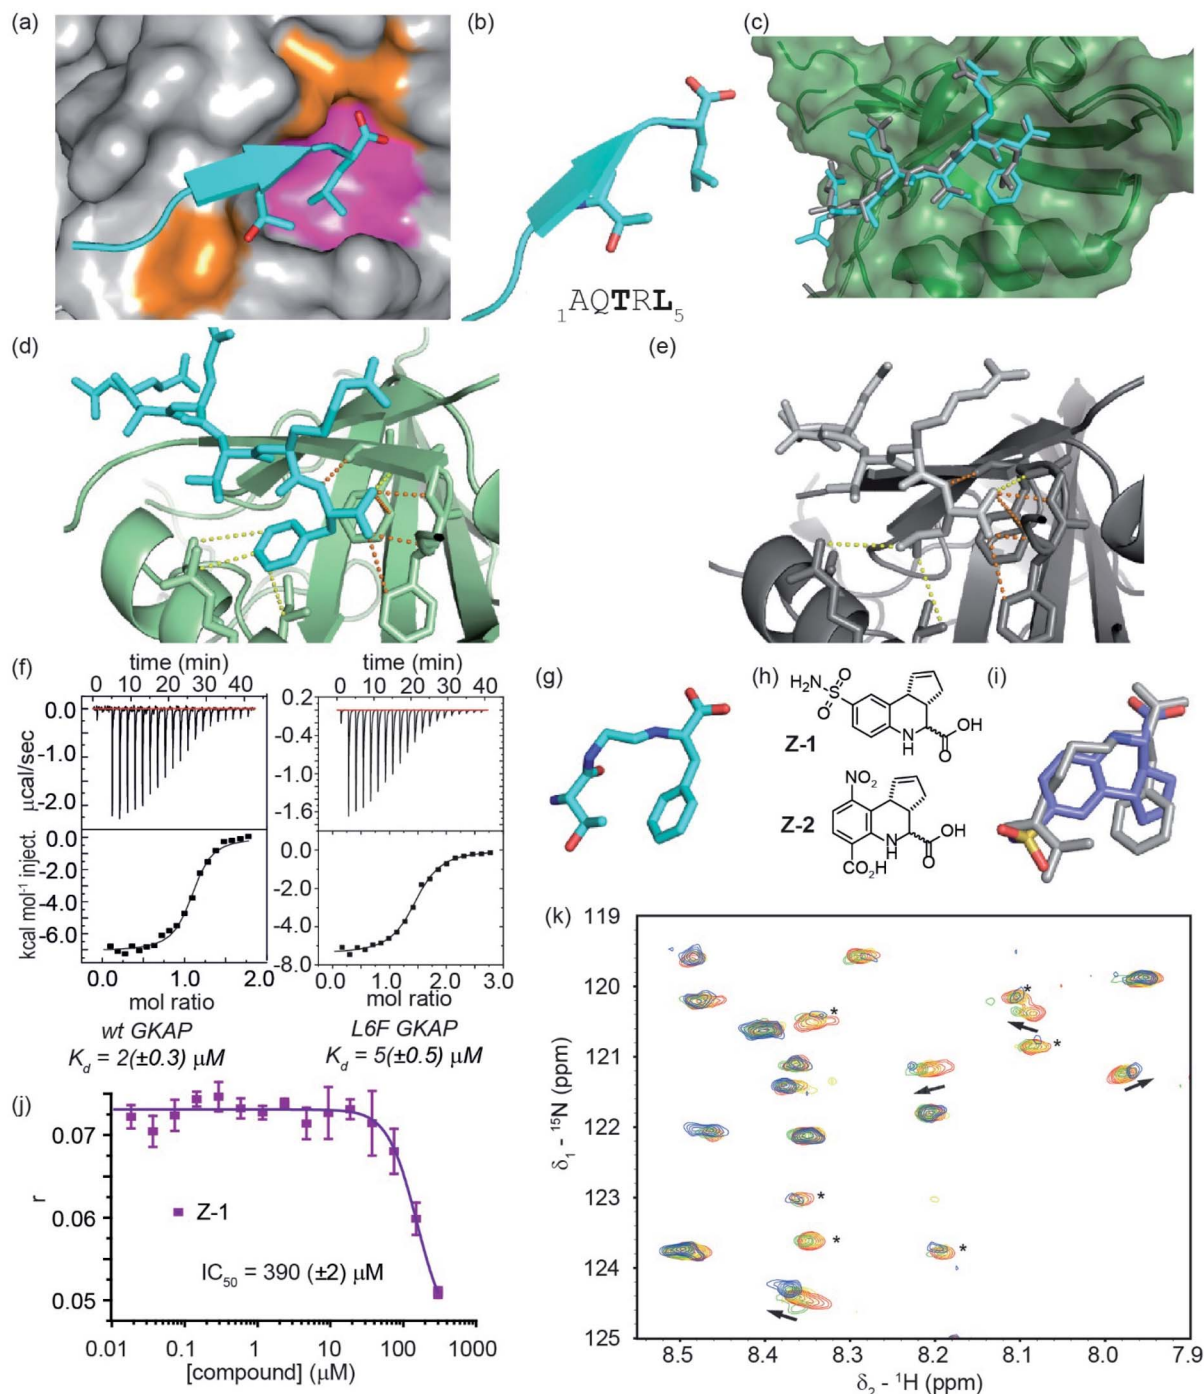 (a)
(b)
(c)
1AQTRL5
(d)
(e)
(f)
time (min)
0 10 20 30 40
time (min)
0 10 20 30 40
0.0
-1.0
-2.0
µcal/sec
0.2
-0.4
-1.0
-1.6
0.0
-2.0
-4.0
-6.0
kcal mol-1 inject.
0.0
-2.0
-4.0
-8.0
0.0 1.0 2.0
mol ratio
0.0 1.0 2.0 3.0
mol ratio
wt GKAP
Kd = 2(±0.3) µM
L6F GKAP
Kd = 5(±0.5) µM
(g)
(h)
H2N
S
O
O
N
H
O
OH
Z-1
NO2
Z-2
N
H
CO2H
O
OH
(i)
(j)
0.07
0.06
0.05
r
Z-1
IC50 = 390 (±2) µM
0.01 0.1 1 10 100 1000
[compound] (µM)
(k)
119
120
121
122
123
124
125
δ1 - 15N (ppm)
*
*
*
*
*
*
8.5 8.4 8.3 8.2 8.1 8.0 7.9
δ2 - 1H (ppm)